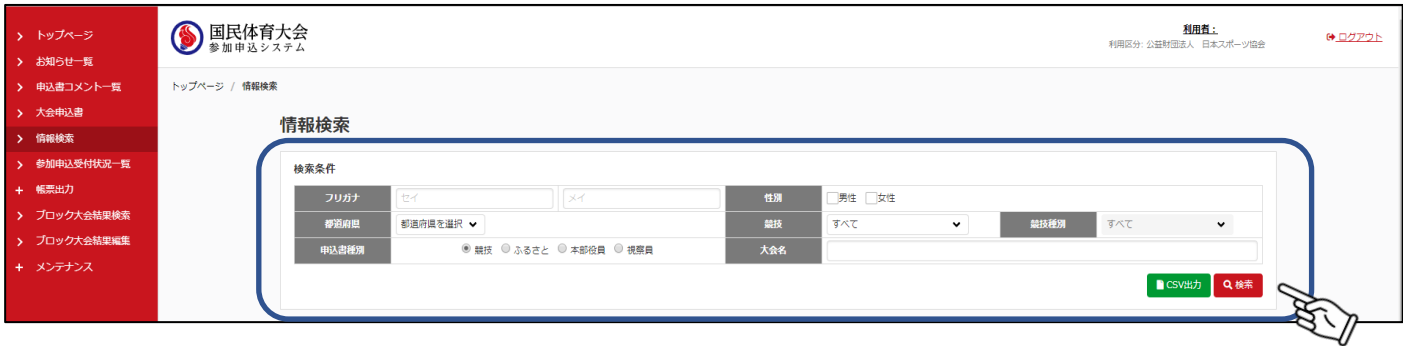 トップページ
お知らせ一覧
申込書コメント一覧
大会申込書
情報検索
参加申込受付状況一覧
帳票出力
ブロック大会結果検索
ブロック大会結果編集
メンテナンス
国民体育大会
参加申込システム
利用者：
利用区分: 公益財団法人　日本スポーツ協会
ログアウト
トップページ / 情報検索
情報検索
検索条件
フリガナ セイ メイ 性別 男性 女性
都道府県 都道府県を選択 競技 すべて 競技種別 すべて
申込書種別 競技 ふるさと 本部役員 視察員 大会名
CSV出力 検索